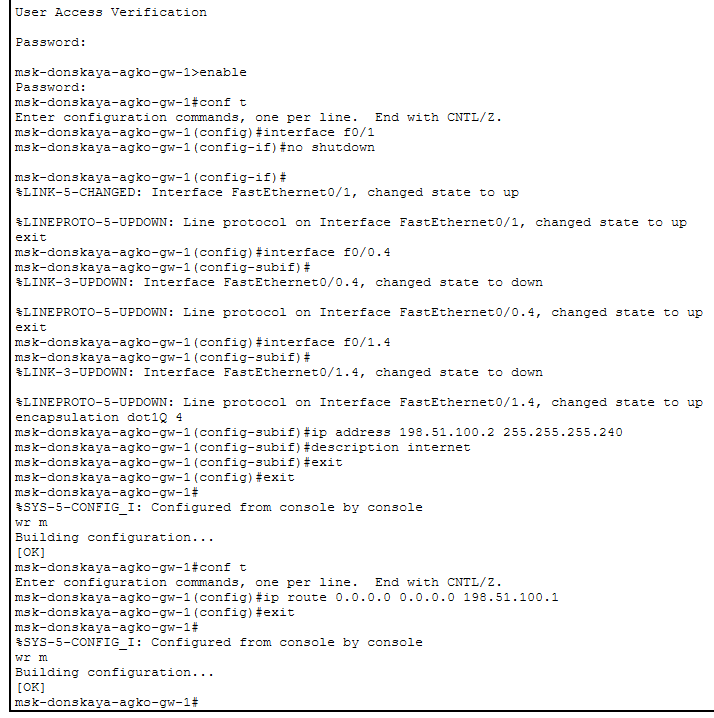 User Access Verification
Password:
msk-donskaya-agko-gw-1>enable
Password:
msk-donskaya-agko-gw-1#conf t
Enter configuration commands, one per line.  End with CNTL/Z.
msk-donskaya-agko-gw-1(config)#interface f0/1
msk-donskaya-agko-gw-1(config-if)#no shutdown
msk-donskaya-agko-gw-1(config-if)#
%LINK-5-CHANGED: Interface FastEthernet0/1, changed state to up
%LINEPROTO-5-UPDOWN: Line protocol on Interface FastEthernet0/1, changed state to up
exit
msk-donskaya-agko-gw-1(config)#interface f0/0.4
msk-donskaya-agko-gw-1(config-subif)#
%LINK-3-UPDOWN: Interface FastEthernet0/0.4, changed state to down
%LINEPROTO-5-UPDOWN: Line protocol on Interface FastEthernet0/0.4, changed state to up
exit
msk-donskaya-agko-gw-1(config)#interface f0/1.4
msk-donskaya-agko-gw-1(config-subif)#
%LINK-3-UPDOWN: Interface FastEthernet0/1.4, changed state to down
%LINEPROTO-5-UPDOWN: Line protocol on Interface FastEthernet0/1.4, changed state to up
encapsulation dot1Q 4
msk-donskaya-agko-gw-1(config-subif)#ip address 198.51.100.2 255.255.255.240
msk-donskaya-agko-gw-1(config-subif)#description internet
msk-donskaya-agko-gw-1(config-subif)#exit
msk-donskaya-agko-gw-1(config)#exit
msk-donskaya-agko-gw-1#
%SYS-5-CONFIG_I: Configured from console by console
wr m
Building configuration...
[OK]
msk-donskaya-agko-gw-1#conf t
Enter configuration commands, one per line.  End with CNTL/Z.
msk-donskaya-agko-gw-1(config)#ip route 0.0.0.0 0.0.0.0 198.51.100.1
msk-donskaya-agko-gw-1(config)#exit
msk-donskaya-agko-gw-1#
%SYS-5-CONFIG_I: Configured from console by console
wr m
Building configuration...
[OK]
msk-donskaya-agko-gw-1#